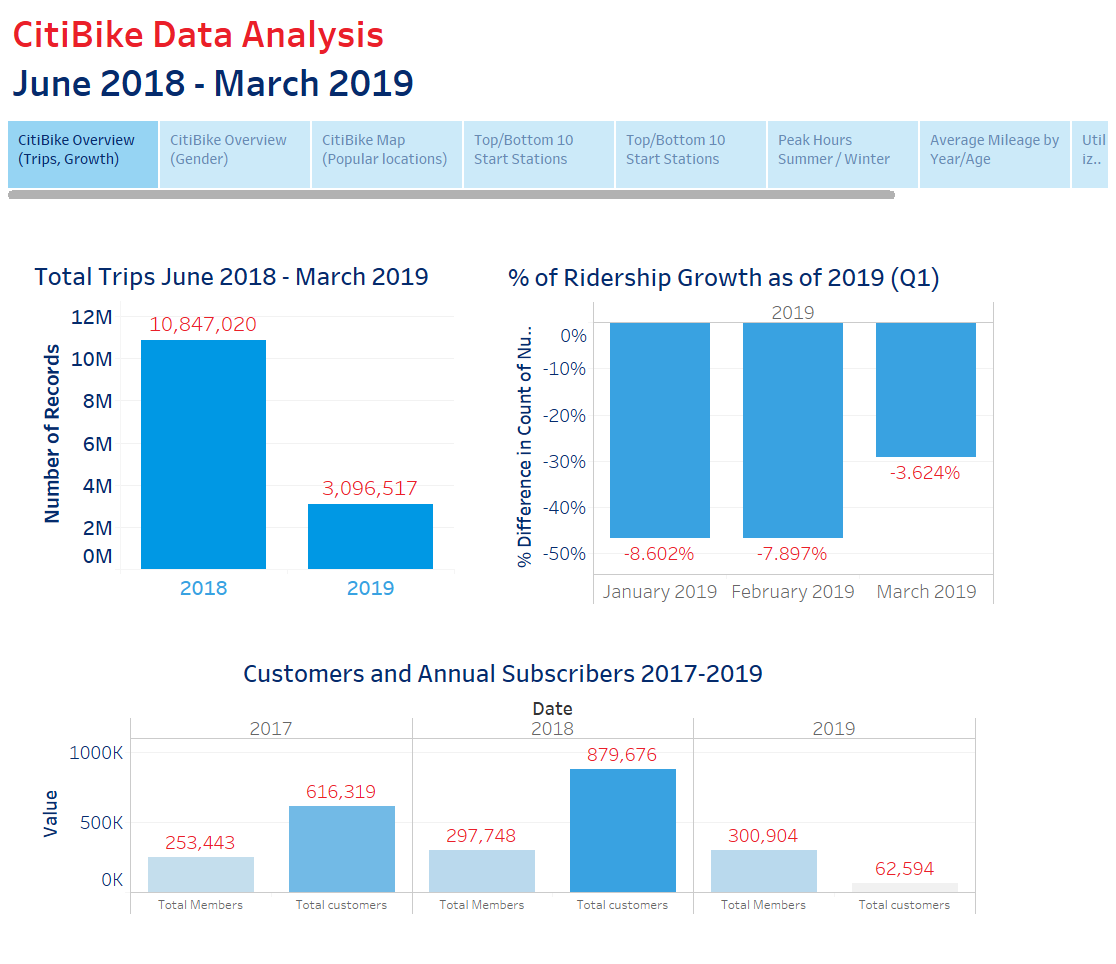 CitiBike Data Analysis
June 2018 - March 2019
CitiBike Overview
(Trips, Growth)
CitiBike Overview
(Gender)
CitiBike Map
(Popular locations)
Top/Bottom 10
Start Stations
Top/Bottom 10
Start Stations
Peak Hours
Summer / Winter
Average Mileage by
Year/Age
Util
iz..
Total Trips June 2018 - March 2019
Number of Records
12M
10M
8M
6M
4M
2M
0M
10,847,020
3,096,517
2018
2019
% of Ridership Growth as of 2019 (Q1)
2019
% Difference in Count of Nu..
0%
-10%
-20%
-30%
-40%
-50%
-8.602%
-7.897%
-3.624%
January 2019
February 2019
March 2019
Customers and Annual Subscribers 2017-2019
Date
2017
2018
2019
Value
1000K
500K
0K
253,443
616,319
297,748
879,676
300,904
62,594
Total Members
Total customers
Total Members
Total customers
Total Members
Total customers